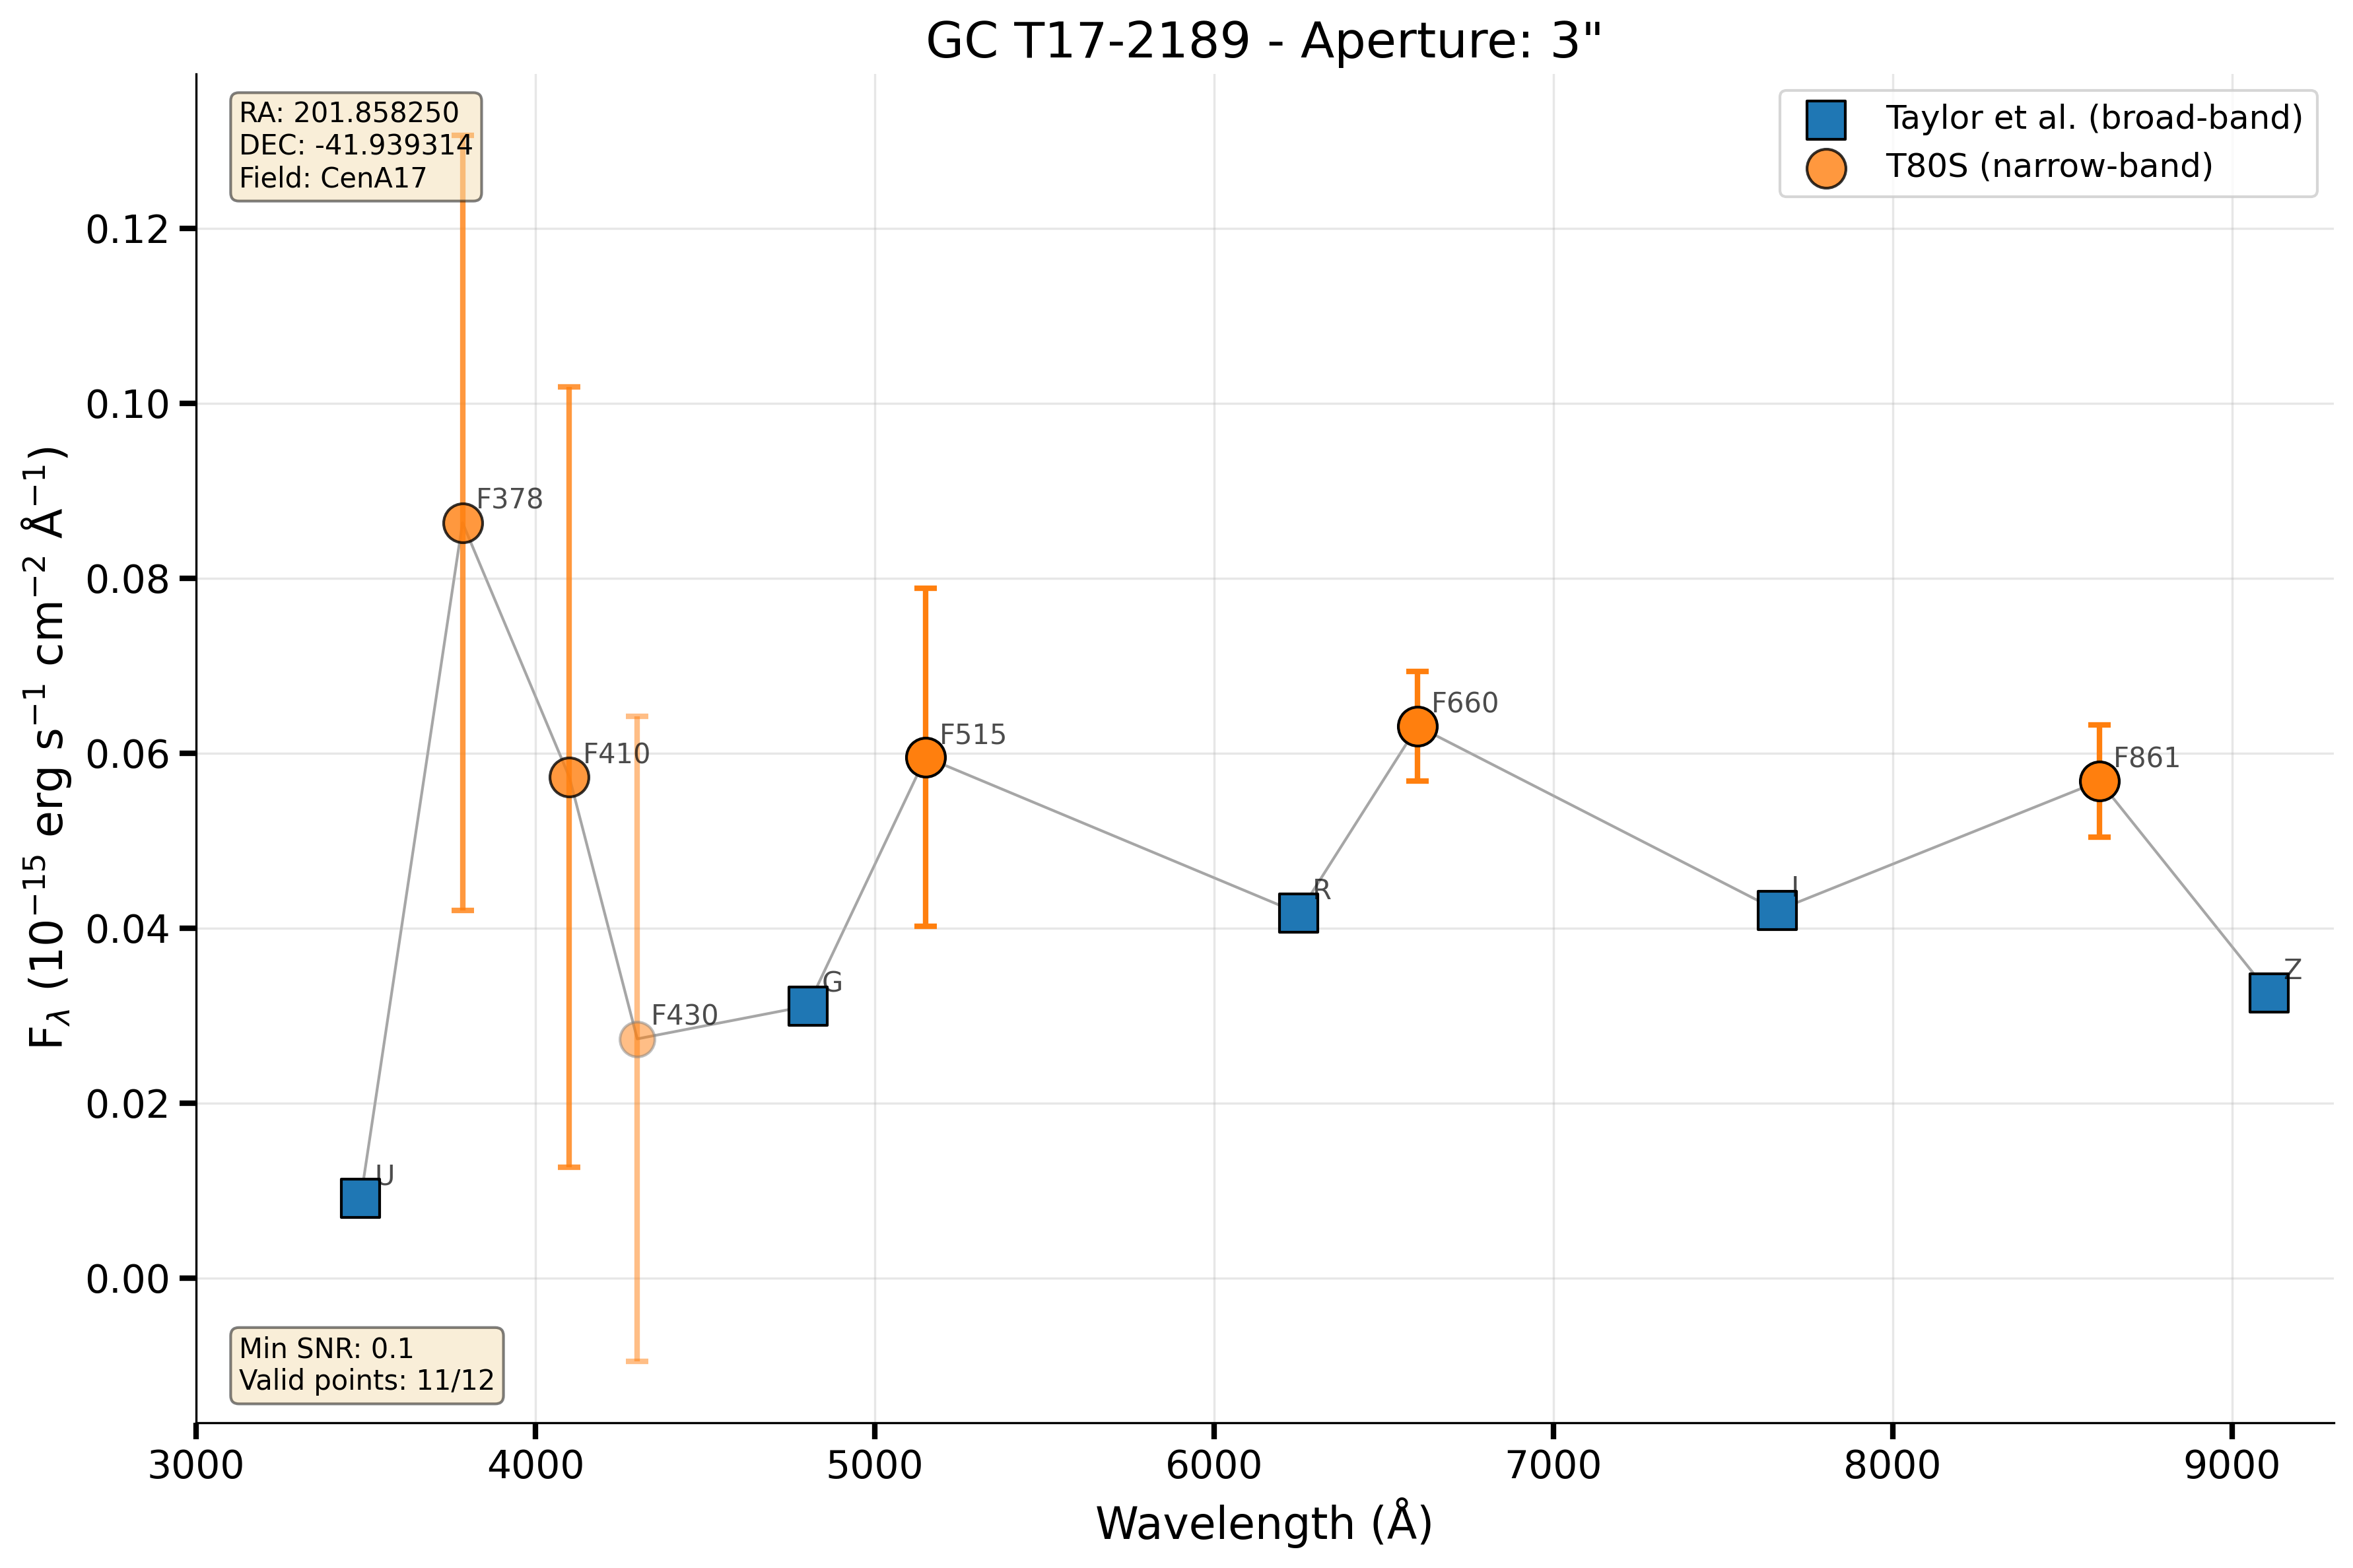 GC T17-2189 - Aperture: 3"
RA: 201.858250
DEC: -41.939314
Field: CenA17
Taylor et al. (broad-band)
T80S (narrow-band)
0.12
0.10
0.08
0.06
0.04
0.02
0.00
F_λ (10⁻¹⁵ erg s⁻¹ cm⁻² Å⁻¹)
F378
F410
F430
F515
F660
F861
U
G
R
I
Z
Min SNR: 0.1
Valid points: 11/12
3000 4000 5000 6000 7000 8000 9000
Wavelength (Å)